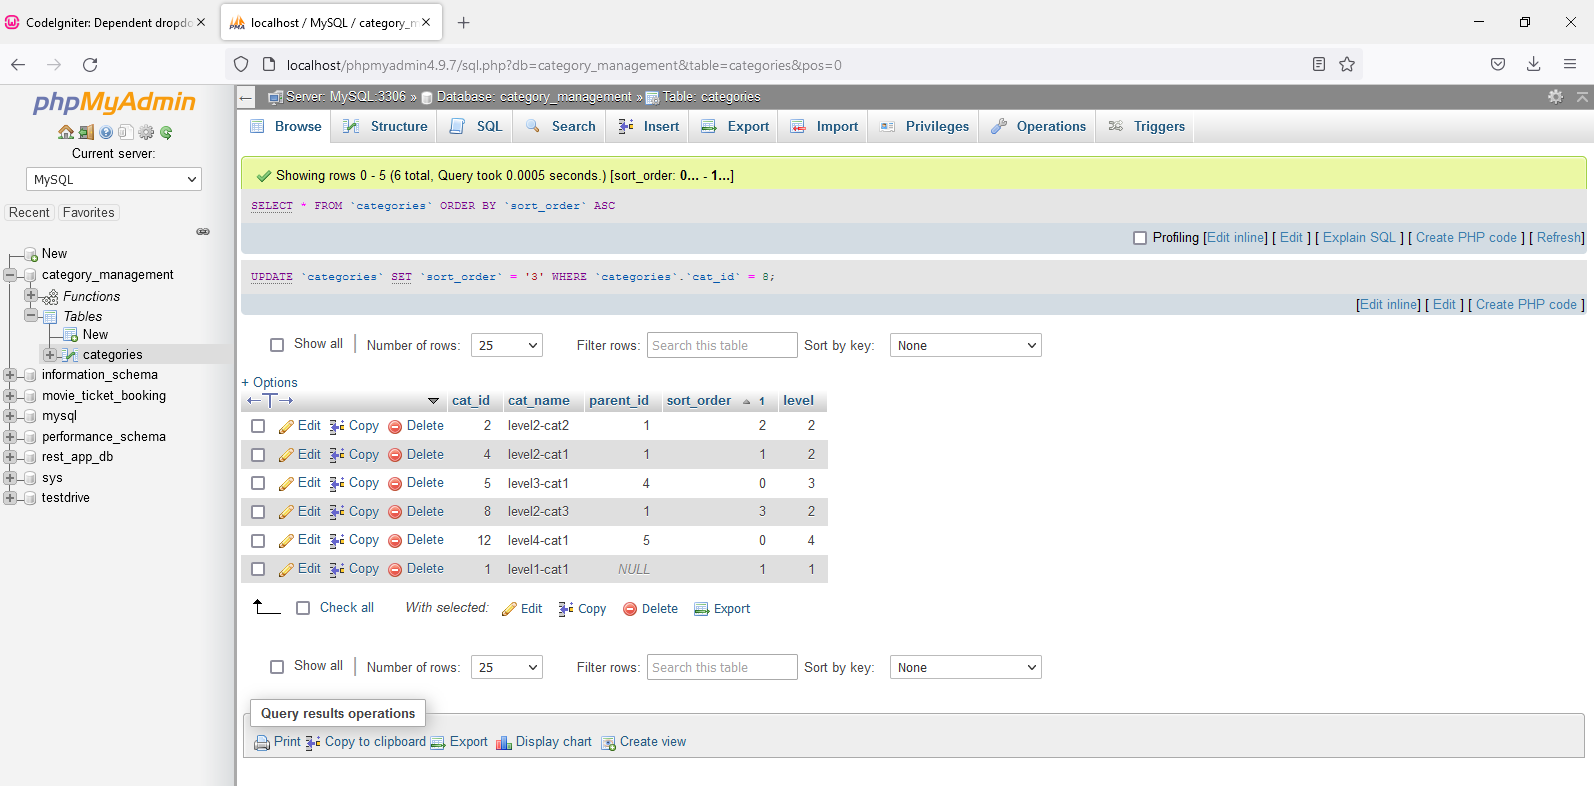 CodeIgniter: Dependent dropdo
localhost / MySQL / category_m
localhost/phpmyadmin4.9.7/sql.php?db=category_management&table=categories&pos=0
phpMyAdmin
Current server:
MySQL
Recent Favorites
New
category_management
Functions
Tables
New
categories
information_schema
movie_ticket_booking
mysql
performance_schema
rest_app_db
sys
testdrive
Server: MySQL:3306 » Database: category_management » Table: categories
Browse Structure SQL Search Insert Export Import Privileges Operations Triggers
Showing rows 0 - 5 (6 total, Query took 0.0005 seconds.) [sort_order: 0... - 1...]
SELECT * FROM `categories` ORDER BY `sort_order` ASC
Profiling [Edit inline] [ Edit ] [ Explain SQL ] [ Create PHP code ] [ Refresh]
UPDATE `categories` SET `sort_order` = '3' WHERE `categories`.`cat_id` = 8;
[Edit inline] [ Edit ] [ Create PHP code ]
Show all Number of rows: 25 Filter rows: Search this table Sort by key: None
+ Options
cat_id cat_name parent_id sort_order 1 level
Edit Copy Delete 2 level2-cat2 1 2 2
Edit Copy Delete 4 level2-cat1 1 1 2
Edit Copy Delete 5 level3-cat1 4 0 3
Edit Copy Delete 8 level2-cat3 1 3 2
Edit Copy Delete 12 level4-cat1 5 0 4
Edit Copy Delete 1 level1-cat1 NULL 1 1
Check all With selected: Edit Copy Delete Export
Show all Number of rows: 25 Filter rows: Search this table Sort by key: None
Query results operations
Print Copy to clipboard Export Display chart Create view